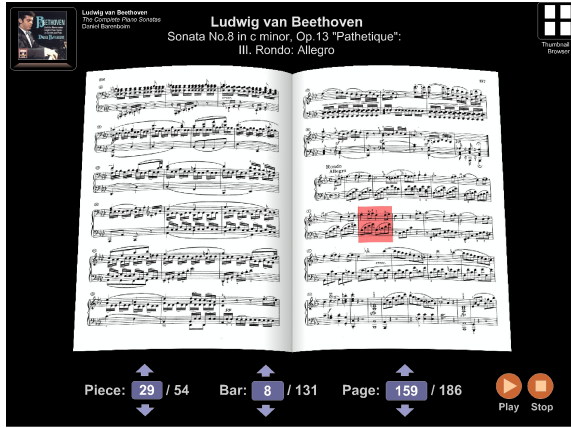 BEETHOVEN
Ludwig van Beethoven
The Complete Piano Sonatas
Daniel Barenboim
Ludwig van Beethoven
Sonata No.8 in c minor, Op.13 "Pathetique":
III. Rondo: Allegro
Thumbnail
Browser
Rondo
Allegro
Piece: 29 / 54
Bar: 8 / 131
Page: 159 / 186
Play
Stop